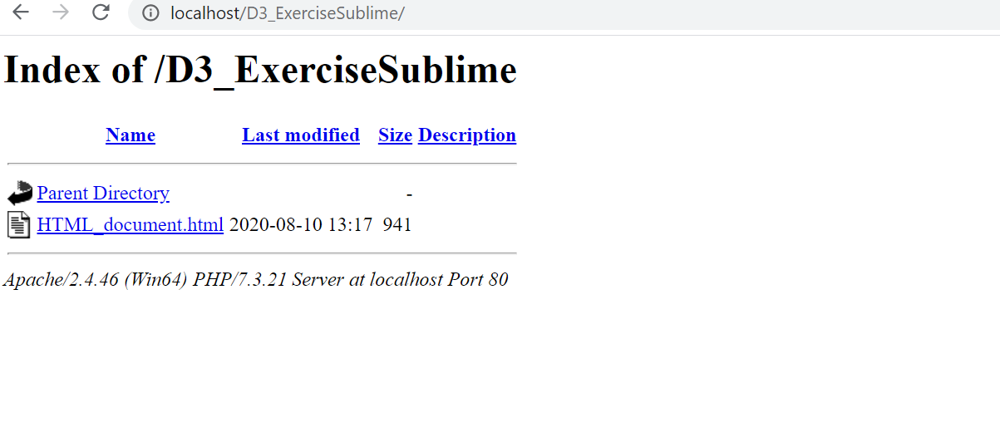 localhost/D3_ExerciseSublime/
Index of /D3_ExerciseSublime
Name Last modified Size Description
Parent Directory -
HTML_document.html 2020-08-10 13:17 941
Apache/2.4.46 (Win64) PHP/7.3.21 Server at localhost Port 80